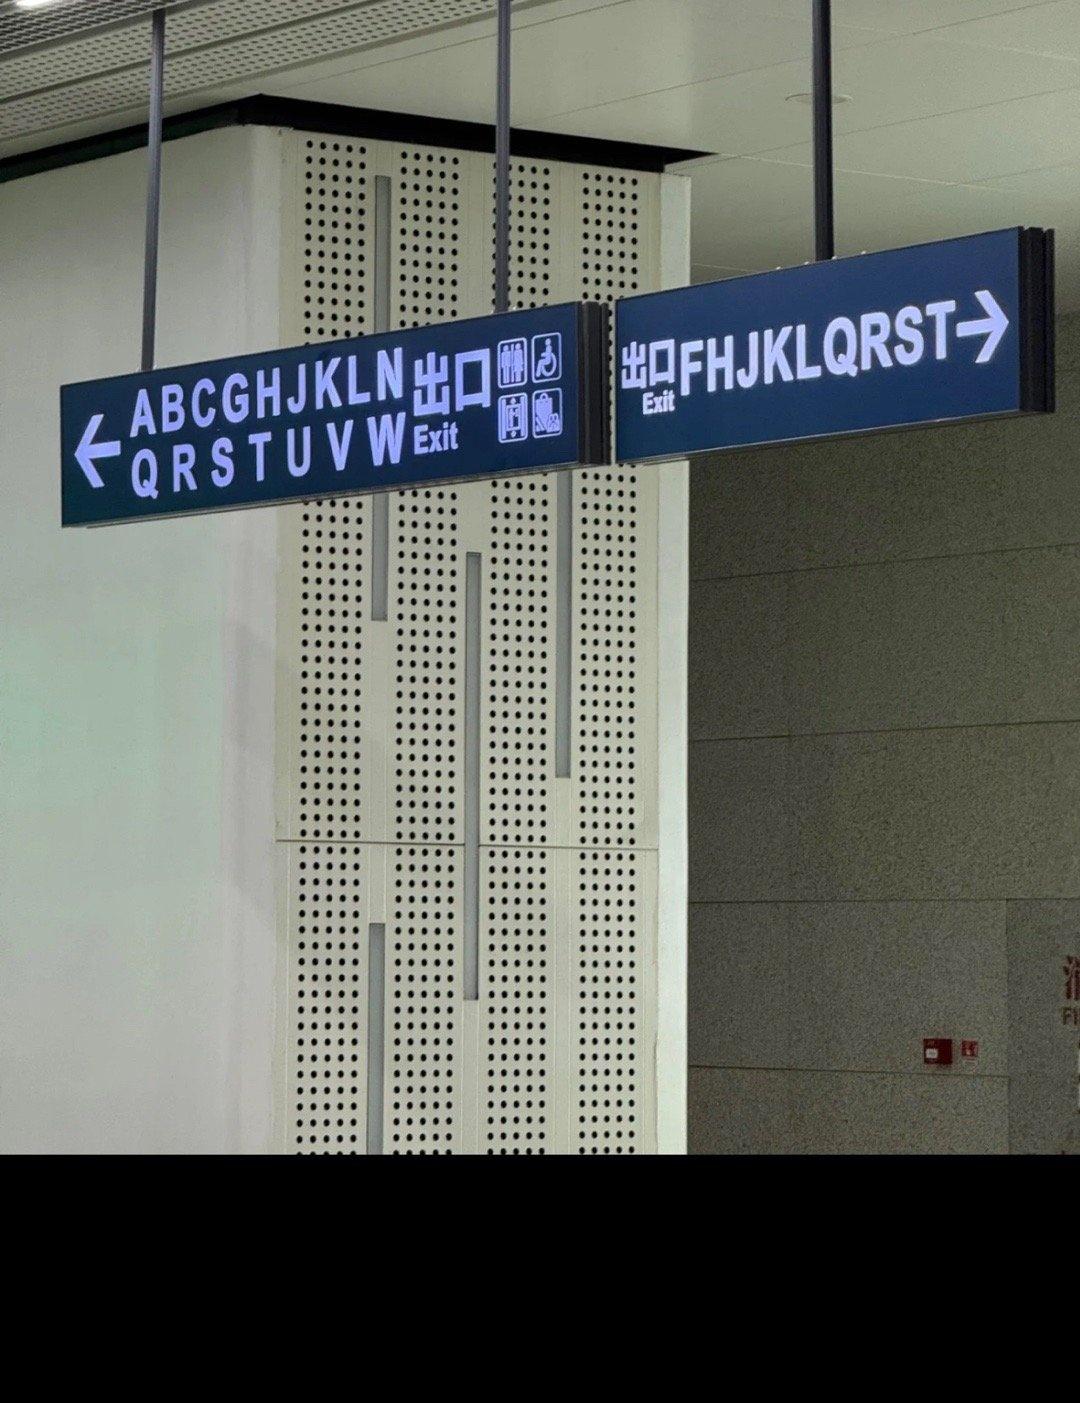 ABCGHJKLN
QRSTUVW
出口
Exit
出口
Exit
FHJKLQRST